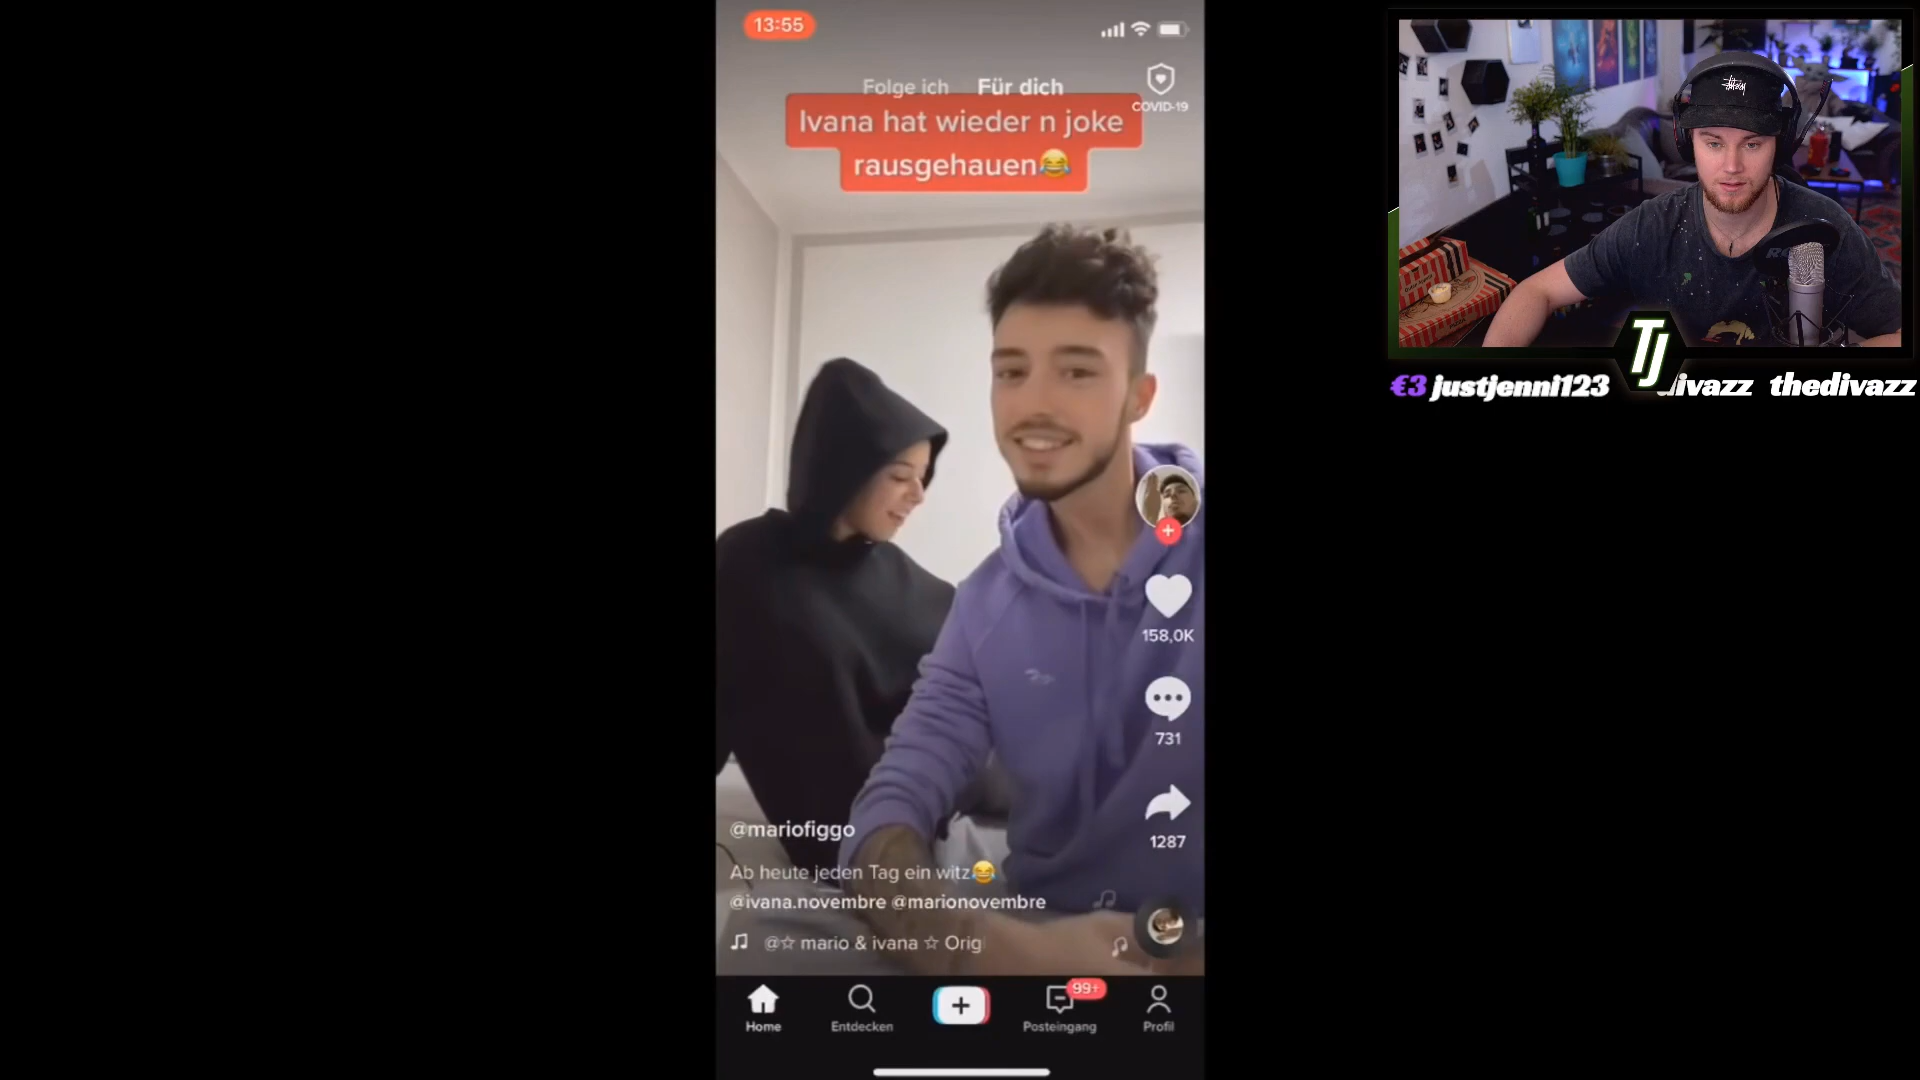 13:55
Folge ich Für dich
COVID-19
Ivana hat wieder n joke
rausgehauen😂
158,0K
731
1287
@mariofiggo
Ab heute jeden Tag ein witz😂
@ivana.novembre @marionovembre
@☆ mario & ivana ☆ Orig
Home
Entdecken
99+
Posteingang
Profil
TJ
€3 justjenni123
ivazz thedivazz